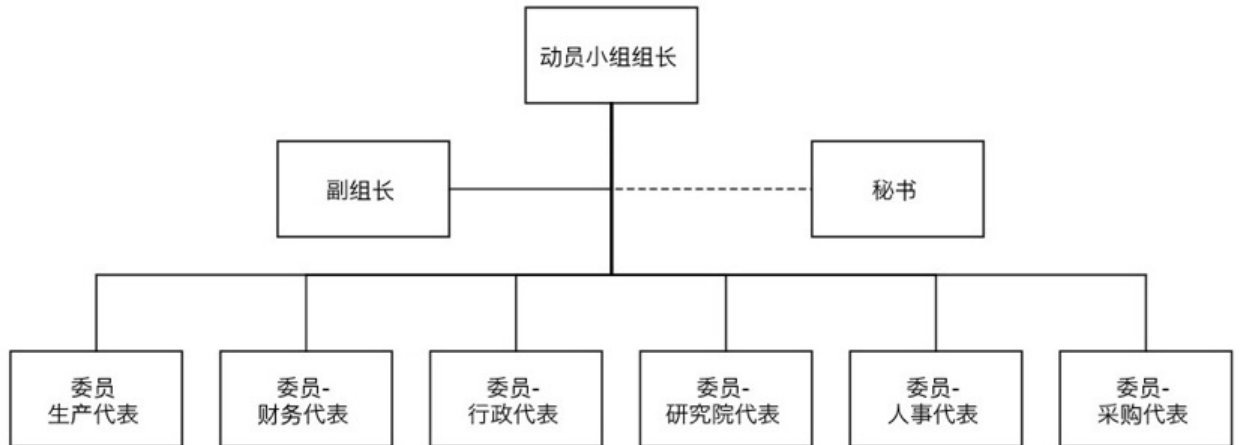 动员小组组长
副组长
秘书
委员
生产代表
委员-
财务代表
委员-
行政代表
委员-
研究院代表
委员-
人事代表
委员-
采购代表